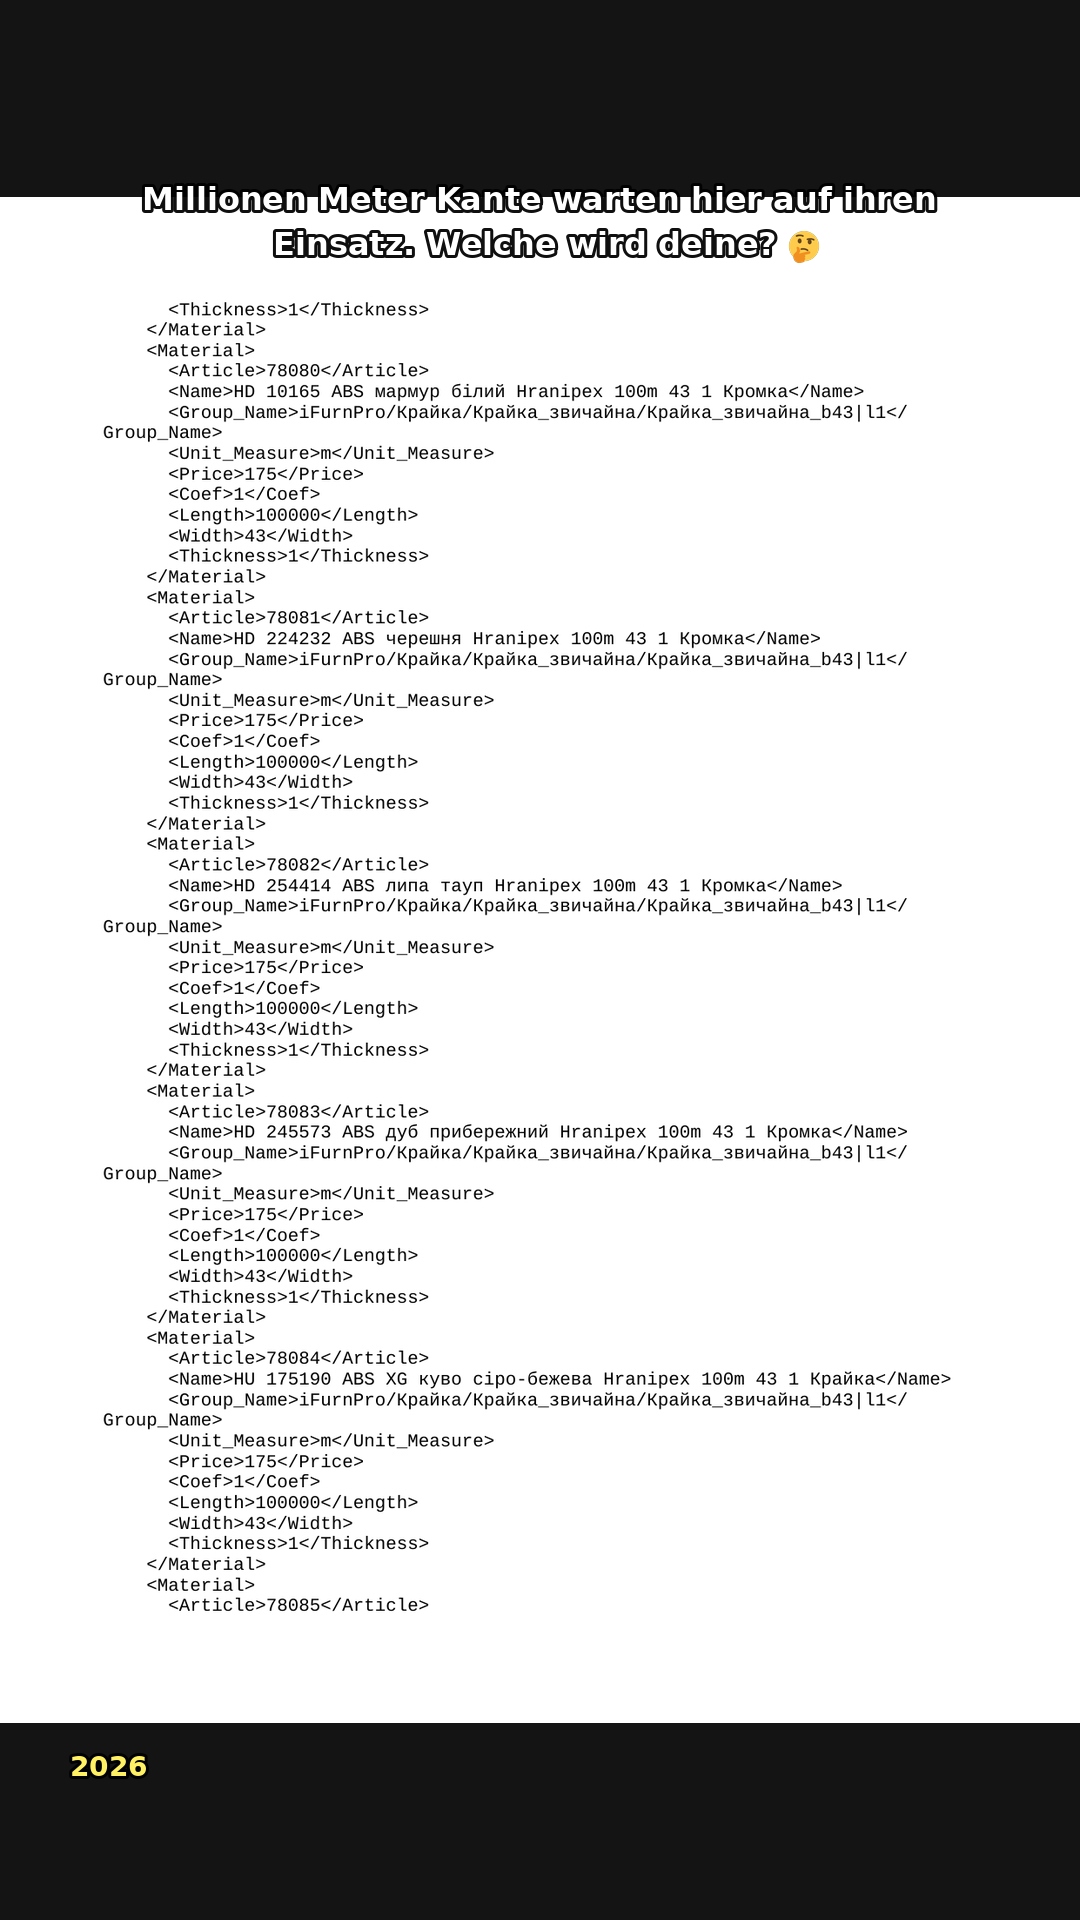 Millionen Meter Kante warten hier auf ihren
Einsatz. Welche wird deine? 🤔
<Thickness>1</Thickness>
</Material>
<Material>
<Article>78080</Article>
<Name>HD 10165 ABS мармур білий Hranipex 100m 43 1 Кромка</Name>
<Group_Name>iFurnPro/Крайка/Крайка_звичайна/Крайка_звичайна_b43|l1</
Group_Name>
<Unit_Measure>m</Unit_Measure>
<Price>175</Price>
<Coef>1</Coef>
<Length>100000</Length>
<Width>43</Width>
<Thickness>1</Thickness>
</Material>
<Material>
<Article>78081</Article>
<Name>HD 224232 ABS черешня Hranipex 100m 43 1 Кромка</Name>
<Group_Name>iFurnPro/Крайка/Крайка_звичайна/Крайка_звичайна_b43|l1</
Group_Name>
<Unit_Measure>m</Unit_Measure>
<Price>175</Price>
<Coef>1</Coef>
<Length>100000</Length>
<Width>43</Width>
<Thickness>1</Thickness>
</Material>
<Material>
<Article>78082</Article>
<Name>HD 254414 ABS липа тауп Hranipex 100m 43 1 Кромка</Name>
<Group_Name>iFurnPro/Крайка/Крайка_звичайна/Крайка_звичайна_b43|l1</
Group_Name>
<Unit_Measure>m</Unit_Measure>
<Price>175</Price>
<Coef>1</Coef>
<Length>100000</Length>
<Width>43</Width>
<Thickness>1</Thickness>
</Material>
<Material>
<Article>78083</Article>
<Name>HD 245573 ABS дуб прибережний Hranipex 100m 43 1 Кромка</Name>
<Group_Name>iFurnPro/Крайка/Крайка_звичайна/Крайка_звичайна_b43|l1</
Group_Name>
<Unit_Measure>m</Unit_Measure>
<Price>175</Price>
<Coef>1</Coef>
<Length>100000</Length>
<Width>43</Width>
<Thickness>1</Thickness>
</Material>
<Material>
<Article>78084</Article>
<Name>HU 175190 ABS XG куво сіро-бежева Hranipex 100m 43 1 Крайка</Name>
<Group_Name>iFurnPro/Крайка/Крайка_звичайна/Крайка_звичайна_b43|l1</
Group_Name>
<Unit_Measure>m</Unit_Measure>
<Price>175</Price>
<Coef>1</Coef>
<Length>100000</Length>
<Width>43</Width>
<Thickness>1</Thickness>
</Material>
<Material>
<Article>78085</Article>
2026